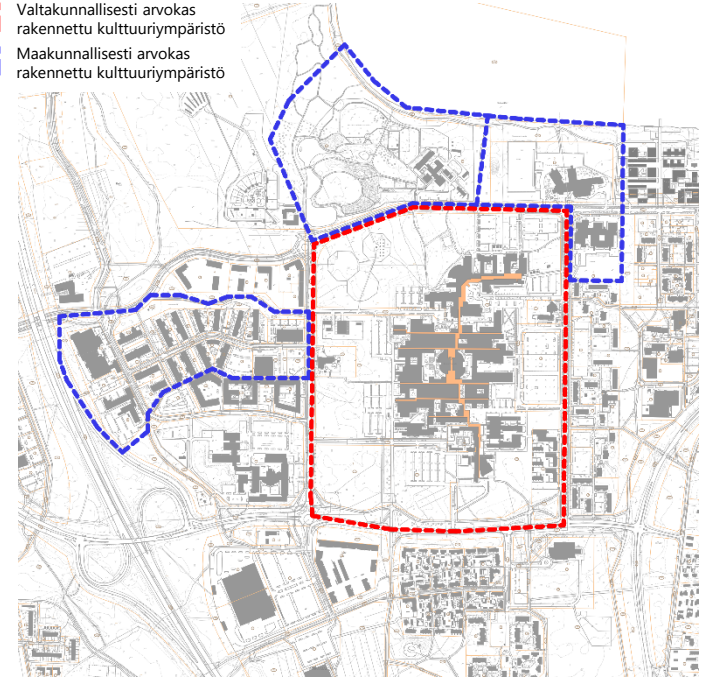 Valtakunnallisesti arvokas
rakennettu kulttuuriympäristö
Maakunnallisesti arvokas
rakennettu kulttuuriympäristö